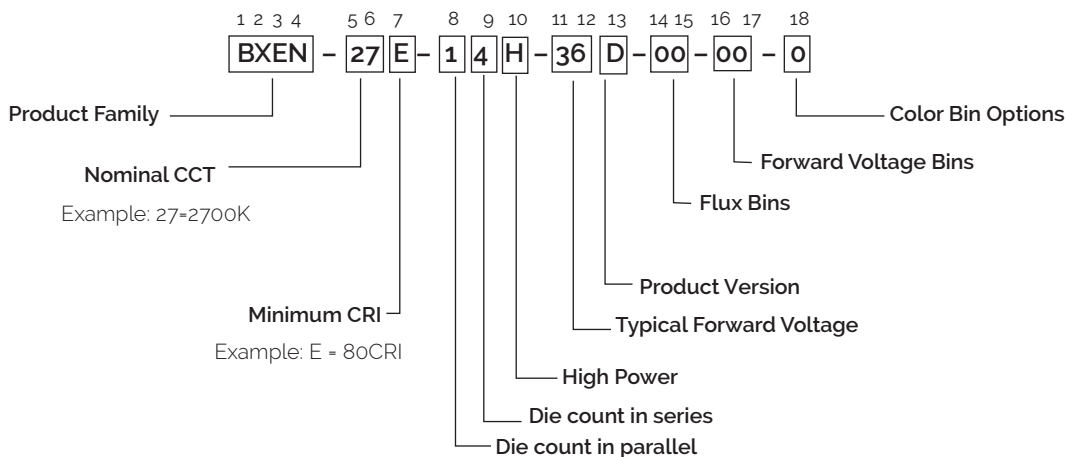 1 2 3 4 5 6 7 8 9 10 11 12 13 14 15 16 17 18
BXEN – 27 E – 1 4 H – 36 D – 00 – 00 – 0
Product Family
Color Bin Options
Nominal CCT
Forward Voltage Bins
Example: 27=2700K
Flux Bins
Product Version
Minimum CRI
Typical Forward Voltage
Example: E = 80CRI
High Power
Die count in series
Die count in parallel